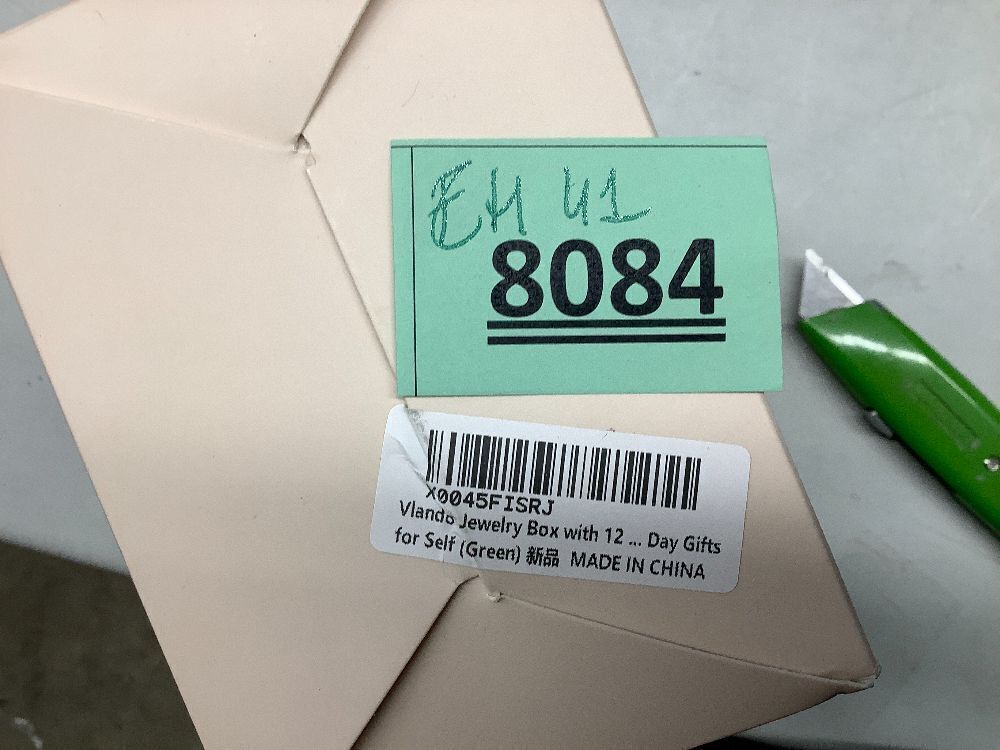 EH 41
8084
X0045FISRJ
Vlando Jewelry Box with 12 ... Day Gifts
for Self (Green) 新品 MADE IN CHINA